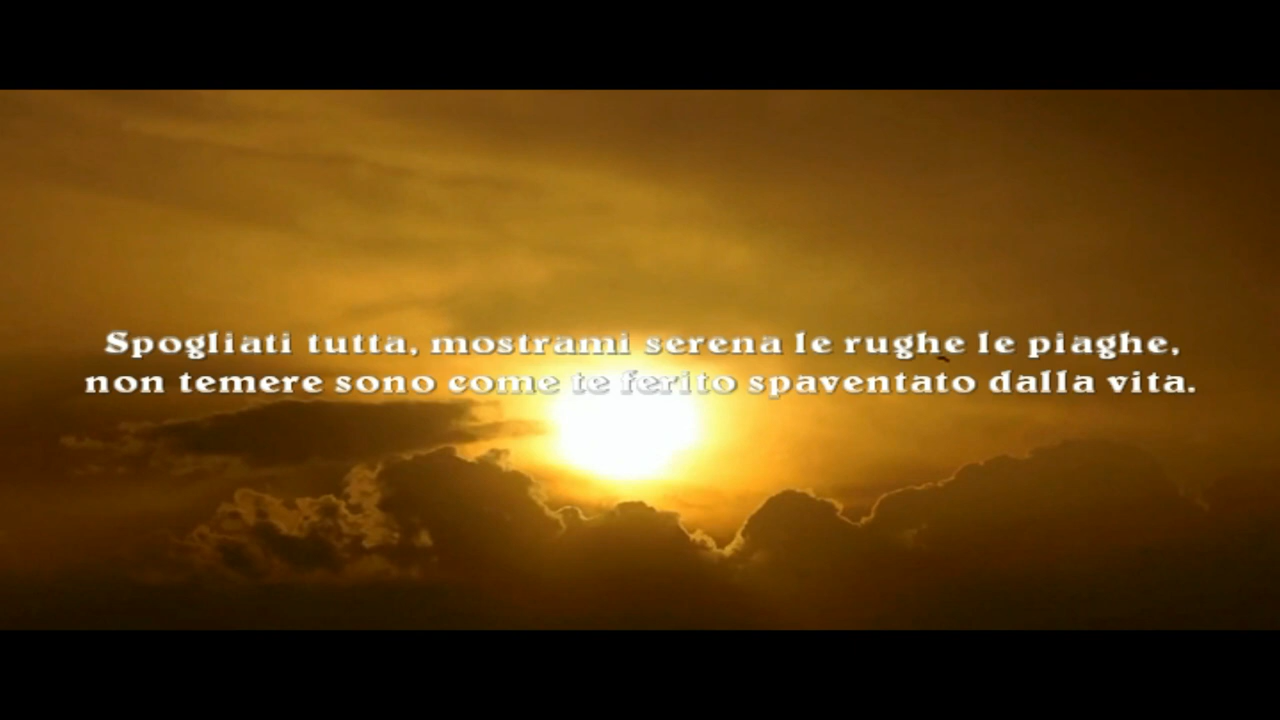 Spogliati tutta, mostrami serena le rughe le piaghe,
non temere sono come te ferito spaventato dalla vita.